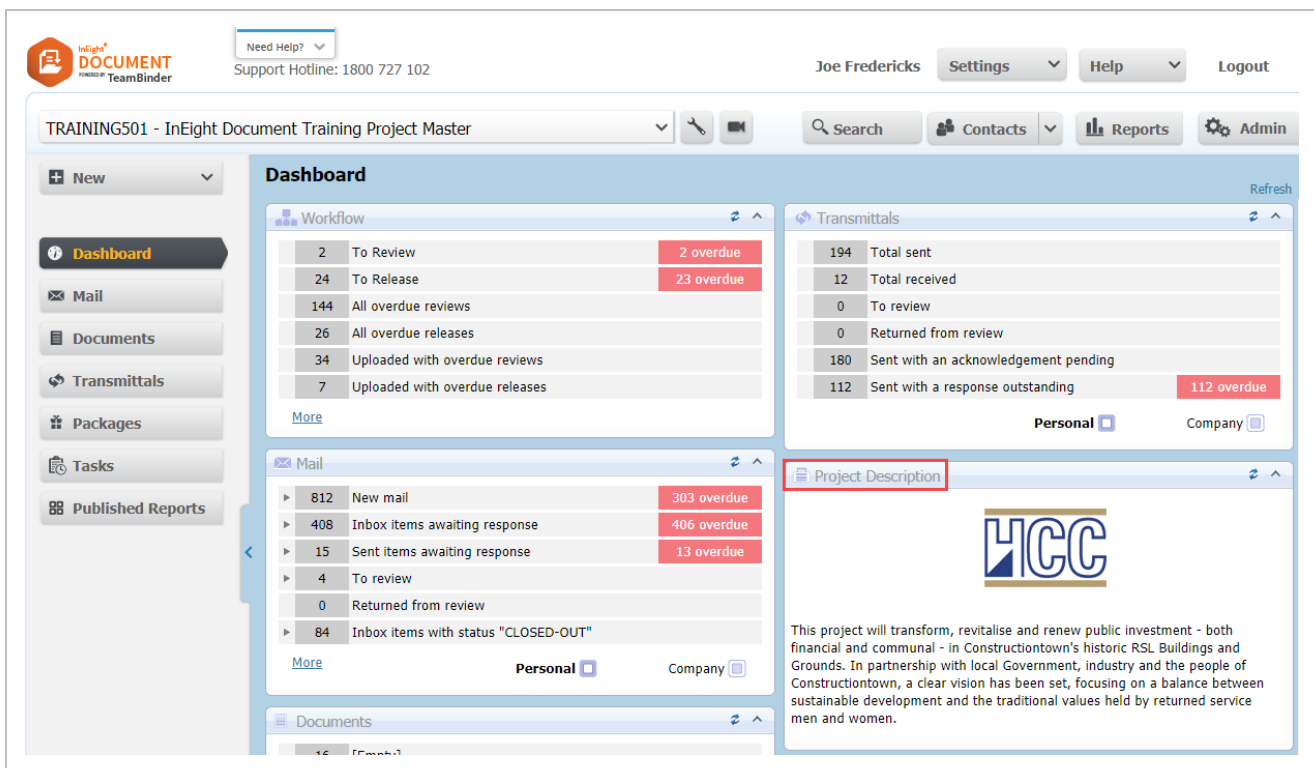 InEight
DOCUMENT
POWERED BY TeamBinder
Need Help?
Support Hotline: 1800 727 102
Joe Fredericks
Settings
Help
Logout
TRAINING501 - InEight Document Training Project Master
Search
Contacts
Reports
Admin
New
Dashboard
Mail
Documents
Transmittals
Packages
Tasks
Published Reports
Dashboard
Refresh
Workflow
2 To Review 2 overdue
24 To Release 23 overdue
144 All overdue reviews
26 All overdue releases
34 Uploaded with overdue reviews
7 Uploaded with overdue releases
More
Mail
812 New mail 303 overdue
408 Inbox items awaiting response 406 overdue
15 Sent items awaiting response 13 overdue
4 To review
0 Returned from review
84 Inbox items with status "CLOSED-OUT"
More
Personal
Company
Documents
16 [Empty]
Transmittals
194 Total sent
12 Total received
0 To review
0 Returned from review
180 Sent with an acknowledgement pending
112 Sent with a response outstanding 112 overdue
Personal
Company
Project Description
HCC
This project will transform, revitalise and renew public investment - both
financial and communal - in Constructiontown's historic RSL Buildings and
Grounds. In partnership with local Government, industry and the people of
Constructiontown, a clear vision has been set, focusing on a balance between
sustainable development and the traditional values held by returned service
men and women.